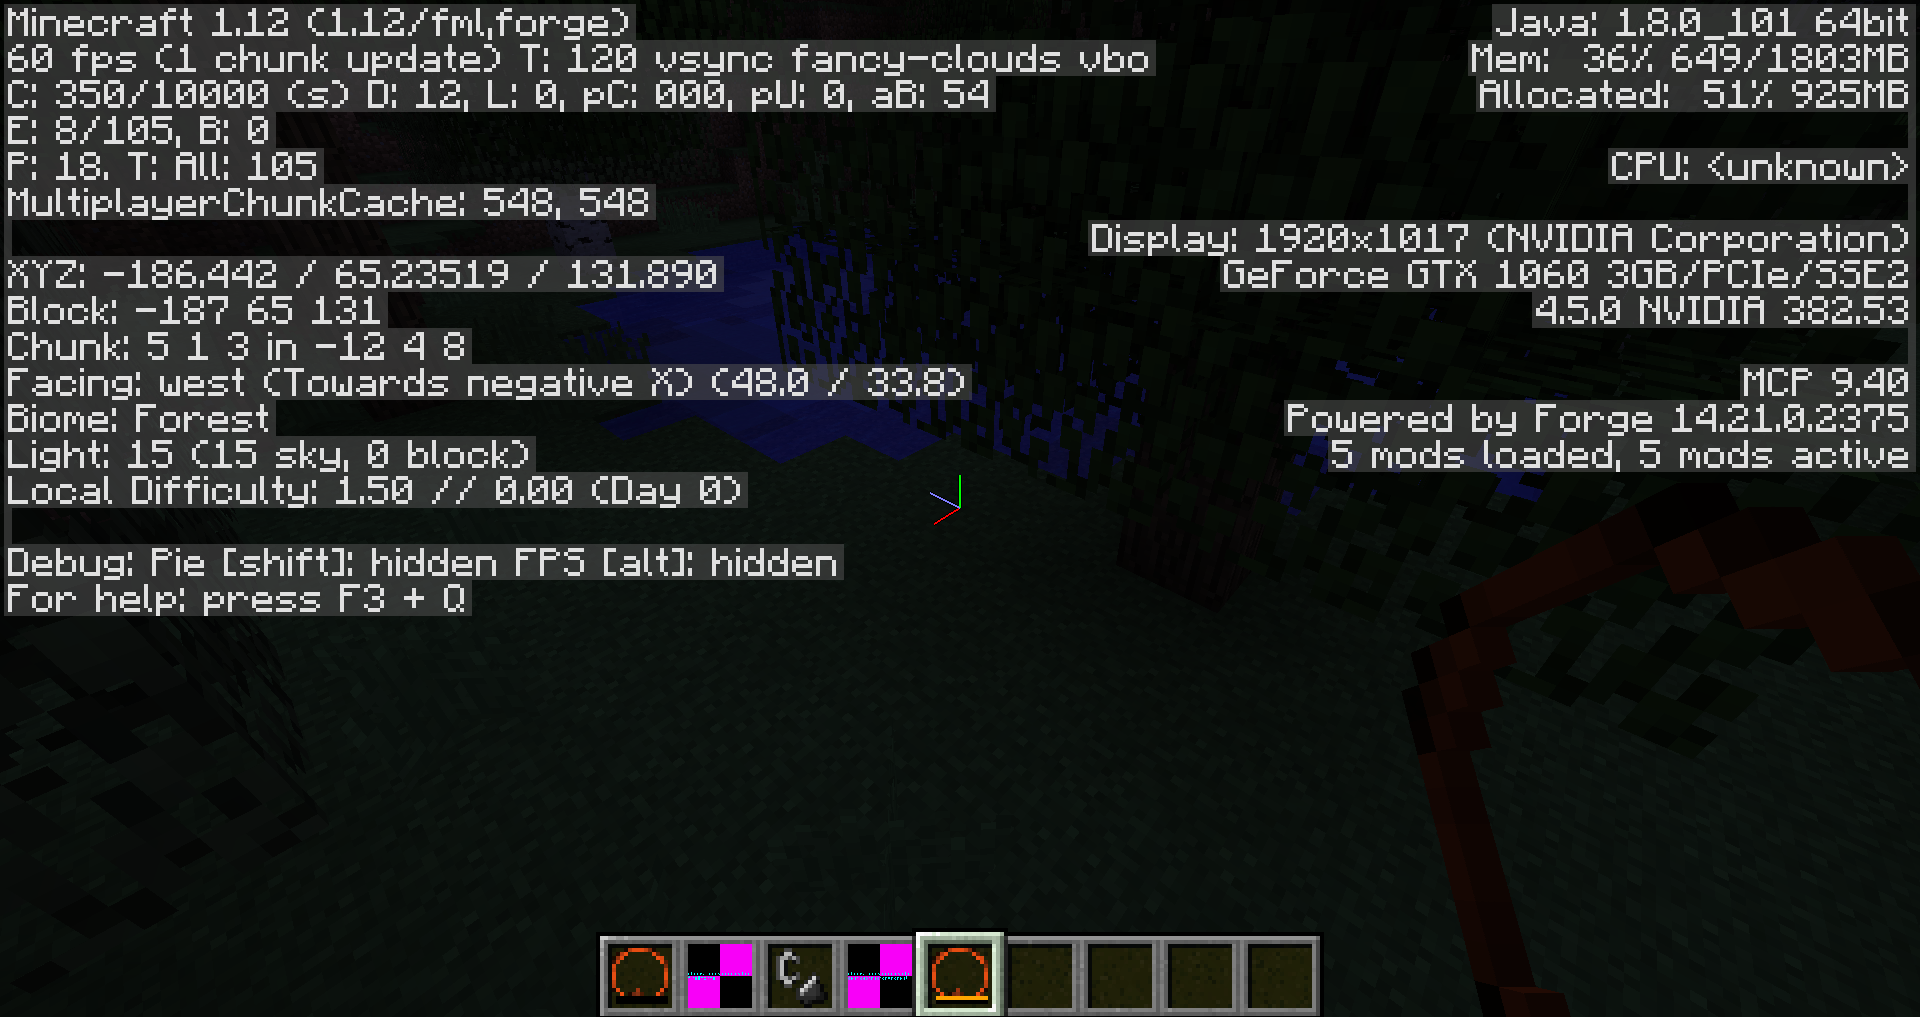 Minecraft 1.12 (1.12/fml,forge)
60 fps (1 chunk update) T: 120 vsync fancy-clouds vbo
C: 350/10000 (s) D: 12, L: 0, pC: 000, pU: 0, aB: 54
E: 8/105, B: 0
P: 18. T: All: 105
MultiplayerChunkCache: 548, 548
XYZ: -186.442 / 65.23519 / 131.890
Block: -187 65 131
Chunk: 5 1 3 in -12 4 8
Facing: west (Towards negative X) (48.0 / 33.8)
Biome: Forest
Light: 15 (15 sky, 0 block)
Local Difficulty: 1.50 // 0.00 (Day 0)
Debug: Pie [shift]: hidden FPS [alt]: hidden
For help: press F3 + Q
Java: 1.8.0_101 64bit
Mem: 36% 649/1803MB
Allocated: 51% 925MB
CPU: <unknown>
Display: 1920x1017 (NVIDIA Corporation)
GeForce GTX 1060 3GB/PCIe/SSE2
4.5.0 NVIDIA 382.53
MCP 9.40
Powered by Forge 14.21.0.2375
5 mods loaded, 5 mods active